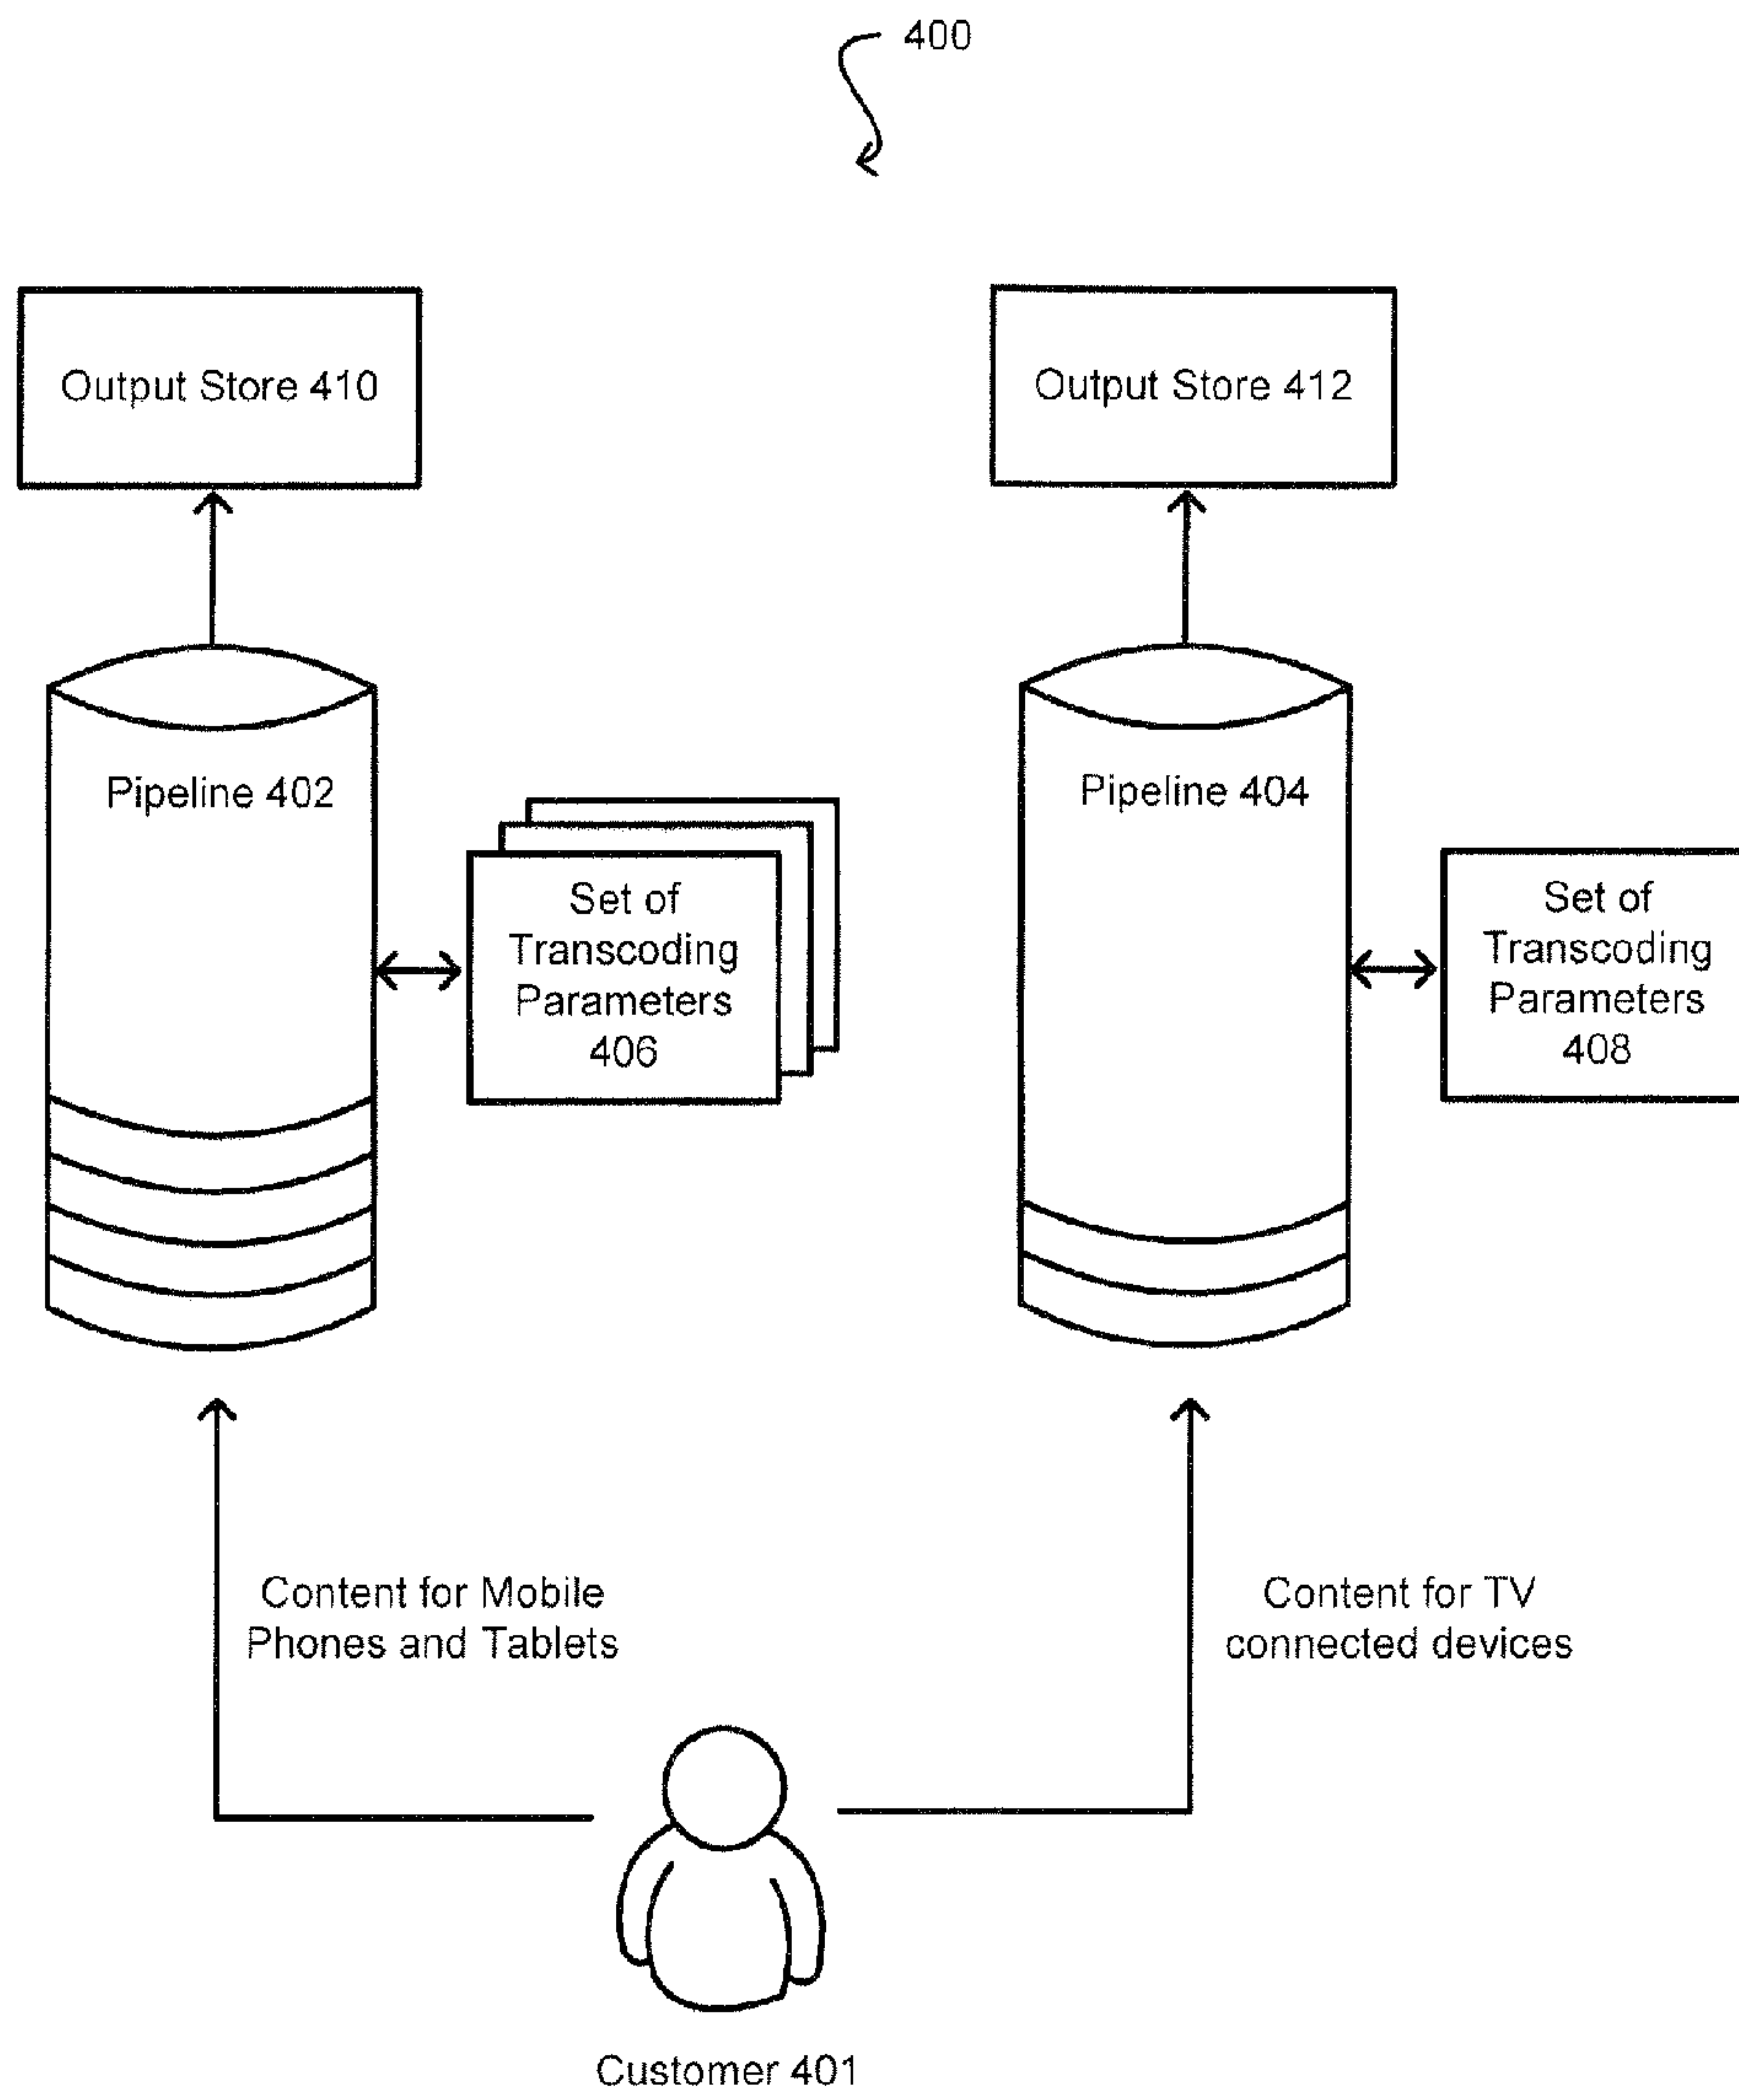 400
Output Store 410
Output Store 412
Pipeline 402
Pipeline 404
Set of
Transcoding
Parameters
406
Set of
Transcoding
Parameters
408
Content for Mobile
Phones and Tablets
Content for TV
connected devices
Customer 401